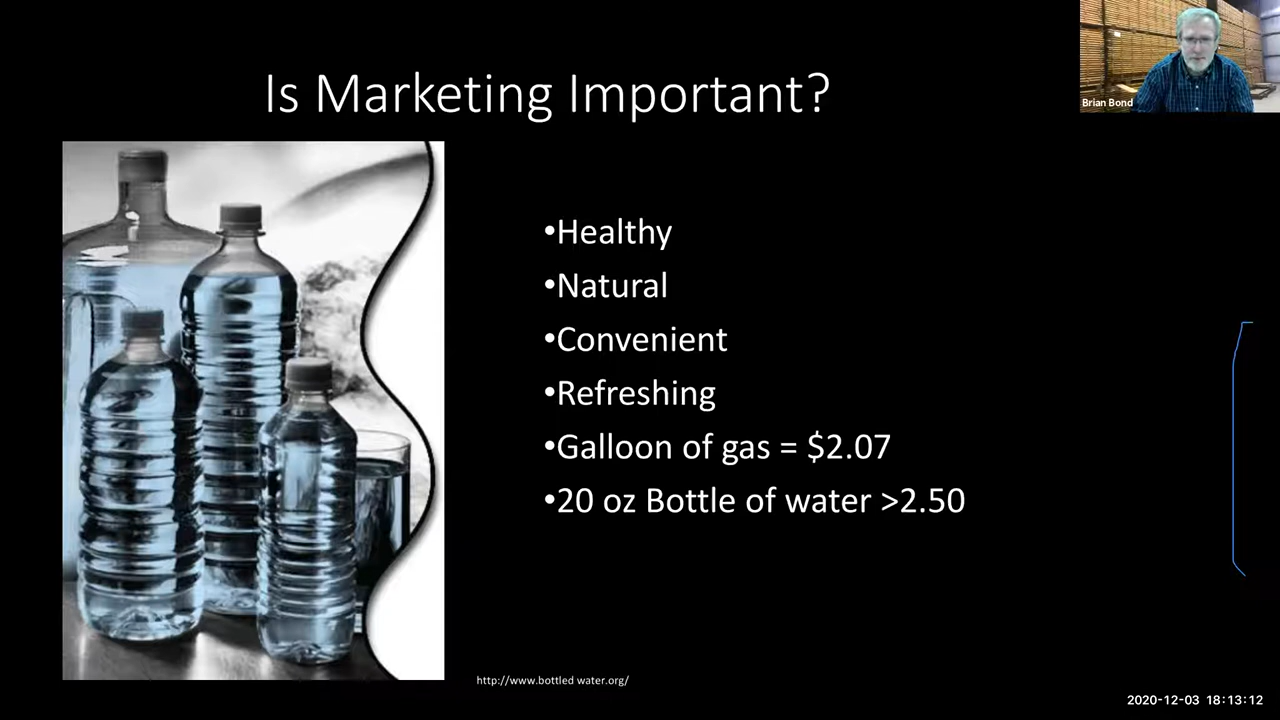 Is Marketing Important?
Brian Bond
•Healthy
•Natural
•Convenient
•Refreshing
•Galloon of gas = $2.07
•20 oz Bottle of water >2.50
http://www.bottled water.org/
2020-12-03 18:13:12